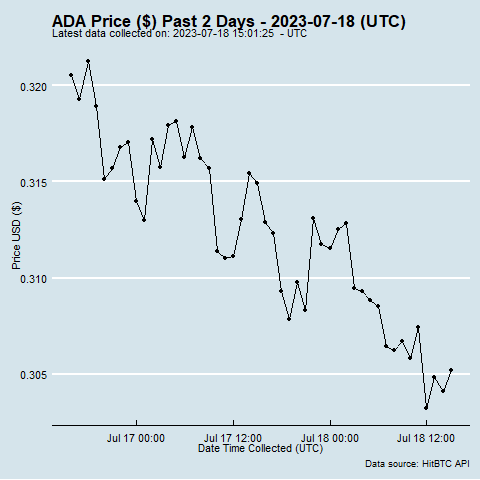 ADA Price ($) Past 2 Days - 2023-07-18 (UTC)
Latest data collected on: 2023-07-18 15:01:25 - UTC
0.320
0.315
0.310
0.305
Price USD ($)
Jul 17 00:00 Jul 17 12:00 Jul 18 00:00 Jul 18 12:00
Date Time Collected (UTC)
Data source: HitBTC API